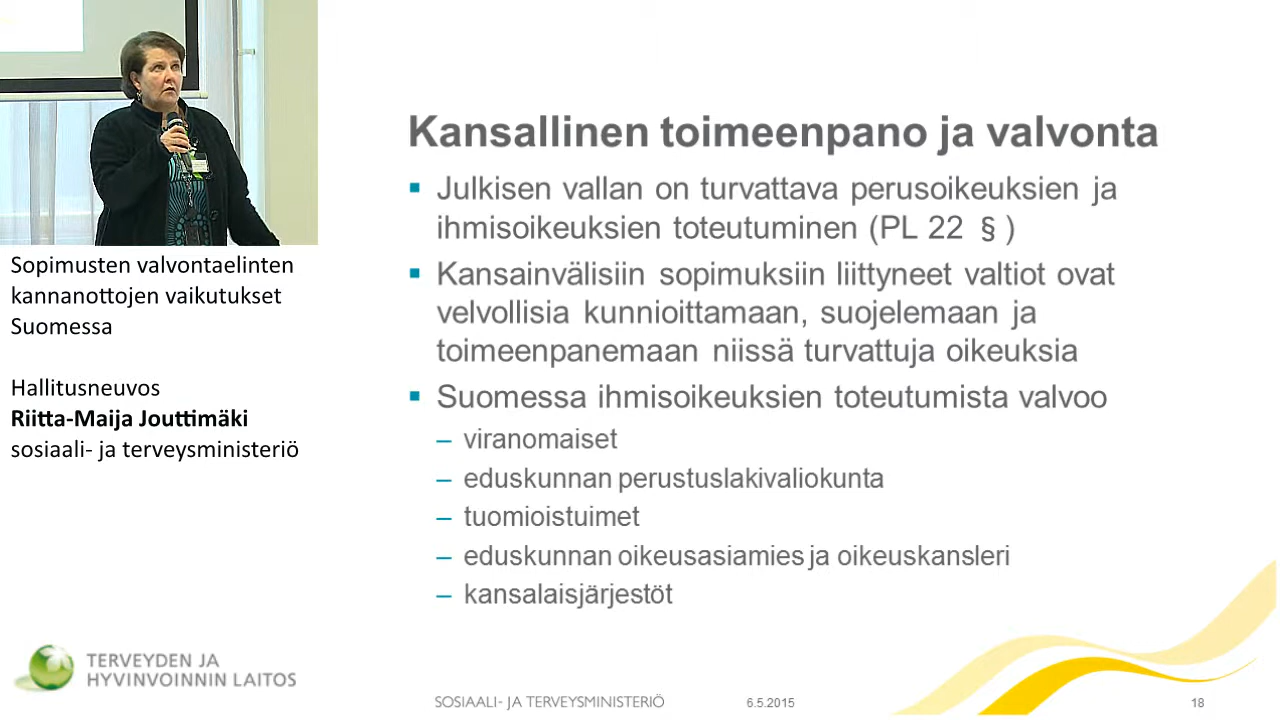 Sopimusten valvontaelinten
kannanottojen vaikutukset
Suomessa
Hallitusneuvos
Riitta-Maija Jouttimäki
sosiaali- ja terveysministeriö
TERVEYDEN JA
HYVINVOINNIN LAITOS
Kansallinen toimeenpano ja valvonta
▪ Julkisen vallan on turvattava perusoikeuksien ja
ihmisoikeuksien toteutuminen (PL 22 § )
▪ Kansainvälisiin sopimuksiin liittyneet valtiot ovat
velvollisia kunnioittamaan, suojelemaan ja
toimeenpanemaan niissä turvattuja oikeuksia
▪ Suomessa ihmisoikeuksien toteutumista valvoo
– viranomaiset
– eduskunnan perustuslakivaliokunta
– tuomioistuimet
– eduskunnan oikeusasiamies ja oikeuskansleri
– kansalaisjärjestöt
SOSIAALI- JA TERVEYSMINISTERIÖ 6.5.2015 18